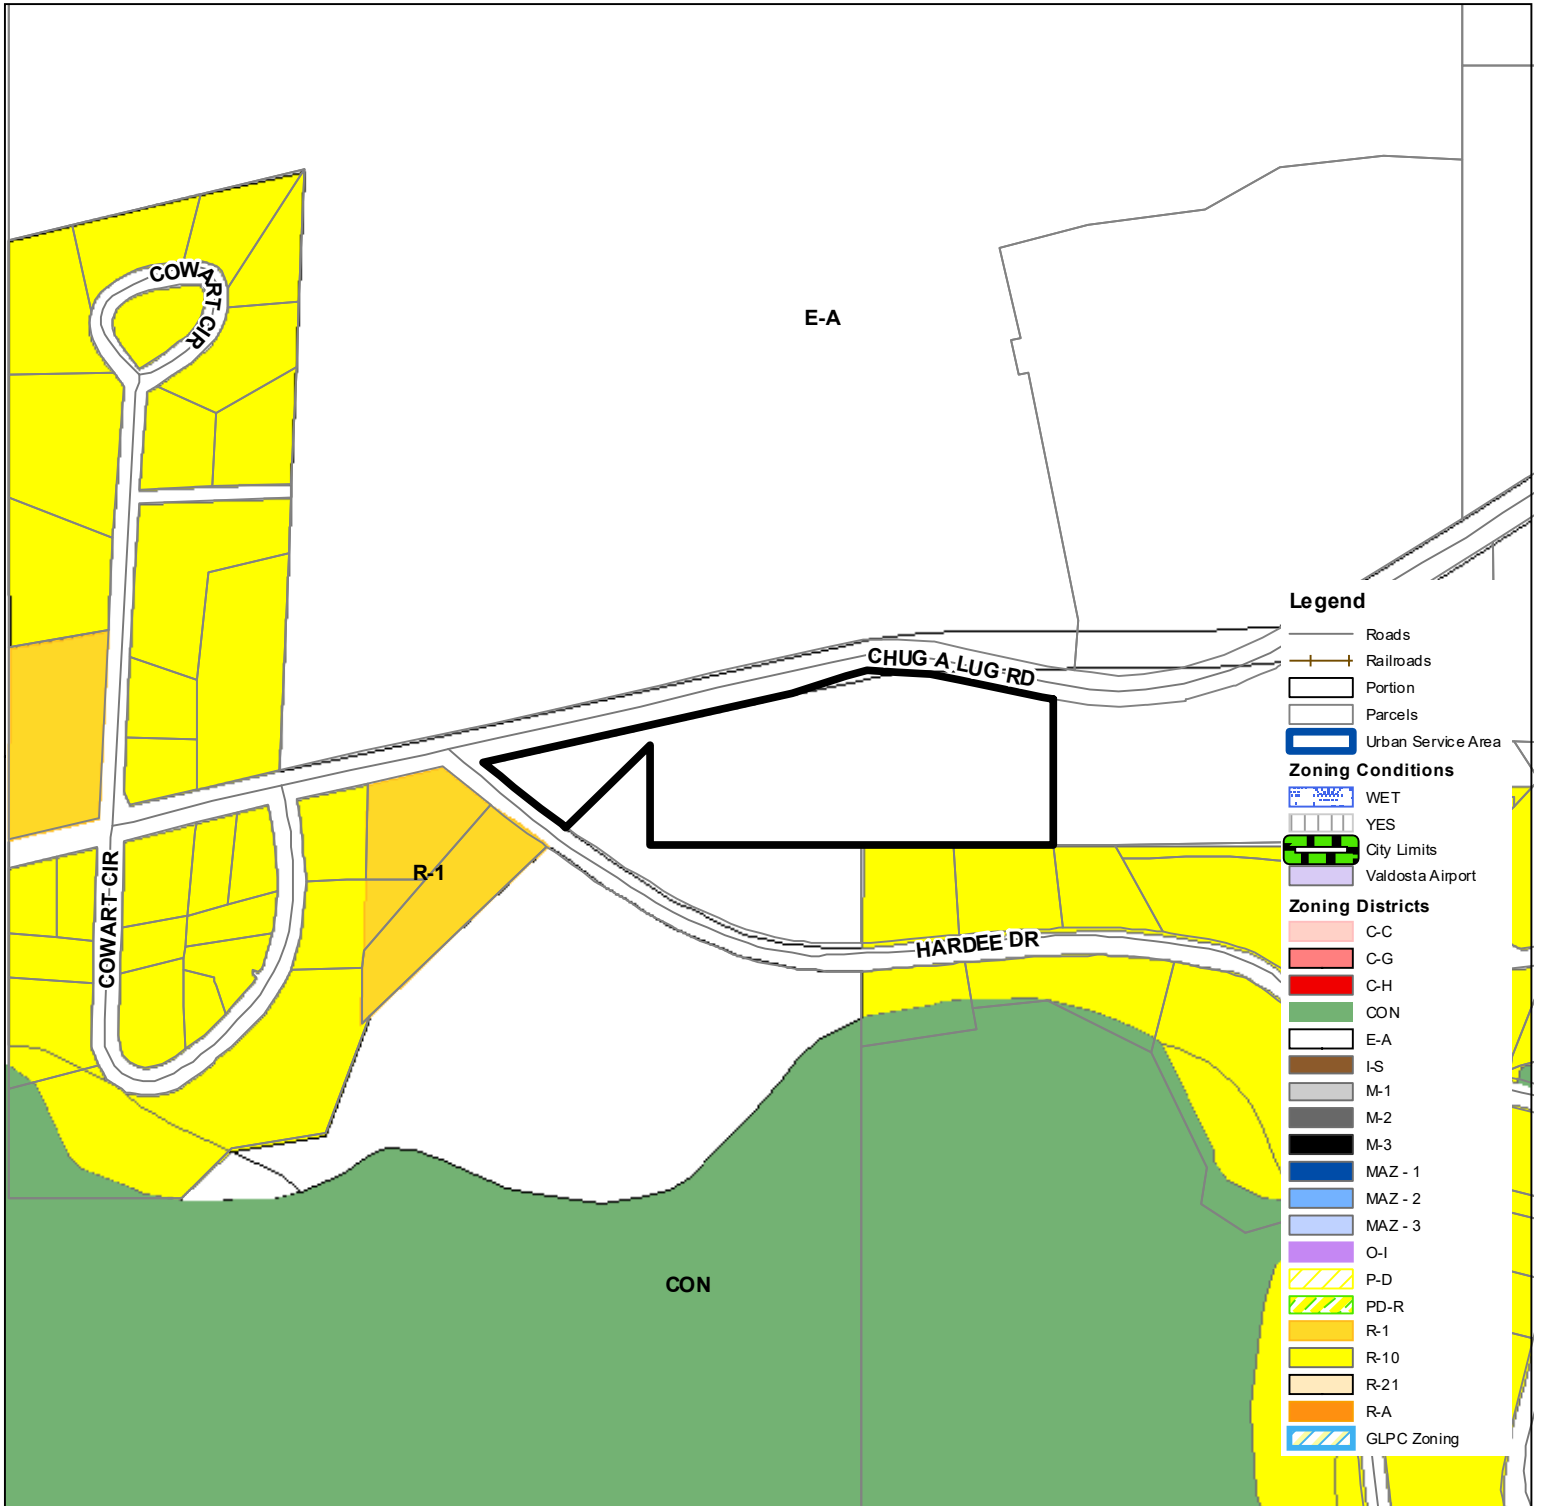 COWART CIR
E-A
CHUG A LUG RD
R-1
COWART CIR
HARDEE DR
CON
Legend
Roads
Railroads
Portion
Parcels
Urban Service Area
Zoning Conditions
WET
YES
City Limits
Valdosta Airport
Zoning Districts
C-C
C-G
C-H
CON
E-A
I-S
M-1
M-2
M-3
MAZ - 1
MAZ - 2
MAZ - 3
O-I
P-D
PD-R
R-1
R-10
R-21
R-A
GLPC Zoning